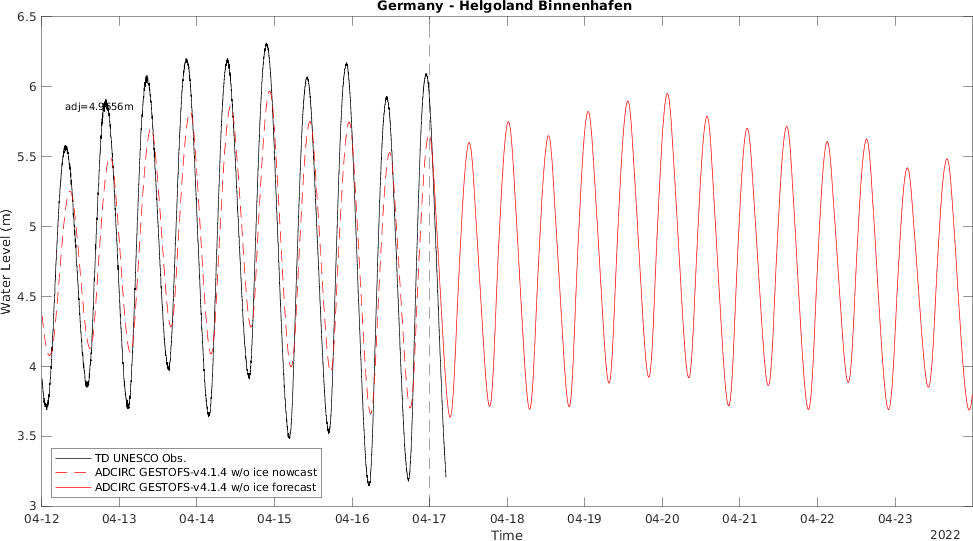 Germany - Helgoland Binnenhafen
6.5
6
5.5
5
4.5
4
3.5
3
Water Level (m)
adj=4.9656m
TD UNESCO Obs.
ADCIRC GESTOFS-v4.1.4 w/o ice nowcast
ADCIRC GESTOFS-v4.1.4 w/o ice forecast
04-12 04-13 04-14 04-15 04-16 04-17 04-18 04-19 04-20 04-21 04-22 04-23
Time
2022